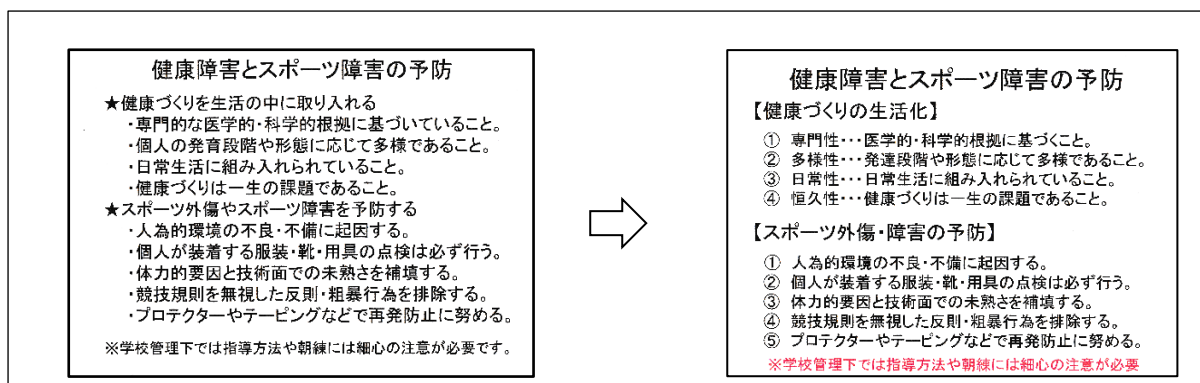 健康障害とスポーツ障害の予防
★健康づくりを生活の中に取り入れる
・専門的な医学的・科学的根拠に基づいていること。
・個人の発育段階や形態に応じて多様であること。
・日常生活に組み入れられていること。
・健康づくりは一生の課題であること。
★スポーツ外傷やスポーツ障害を予防する
・人為的環境の不良・不備に起因する。
・個人が装着する服装・靴・用具の点検は必ず行う。
・体力的要因と技術面での未熟さを補填する。
・競技規則を無視した反則・粗暴行為を排除する。
・プロテクターやテーピングなどで再発防止に努める。
※学校管理下では指導方法や朝練には細心の注意が必要です。
健康障害とスポーツ障害の予防
【健康づくりの生活化】
① 専門性・・・医学的・科学的根拠に基づくこと。
② 多様性・・・発達段階や形態に応じて多様であること。
③ 日常性・・・日常生活に組み入れられていること。
④ 恒久性・・・健康づくりは一生の課題であること。
【スポーツ外傷・障害の予防】
① 人為的環境の不良・不備に起因する。
② 個人が装着する服装・靴・用具の点検は必ず行う。
③ 体力的要因と技術面での未熟さを補填する。
④ 競技規則を無視した反則・粗暴行為を排除する。
⑤ プロテクターやテーピングなどで再発防止に努める。
※学校管理下では指導方法や朝練には細心の注意が必要